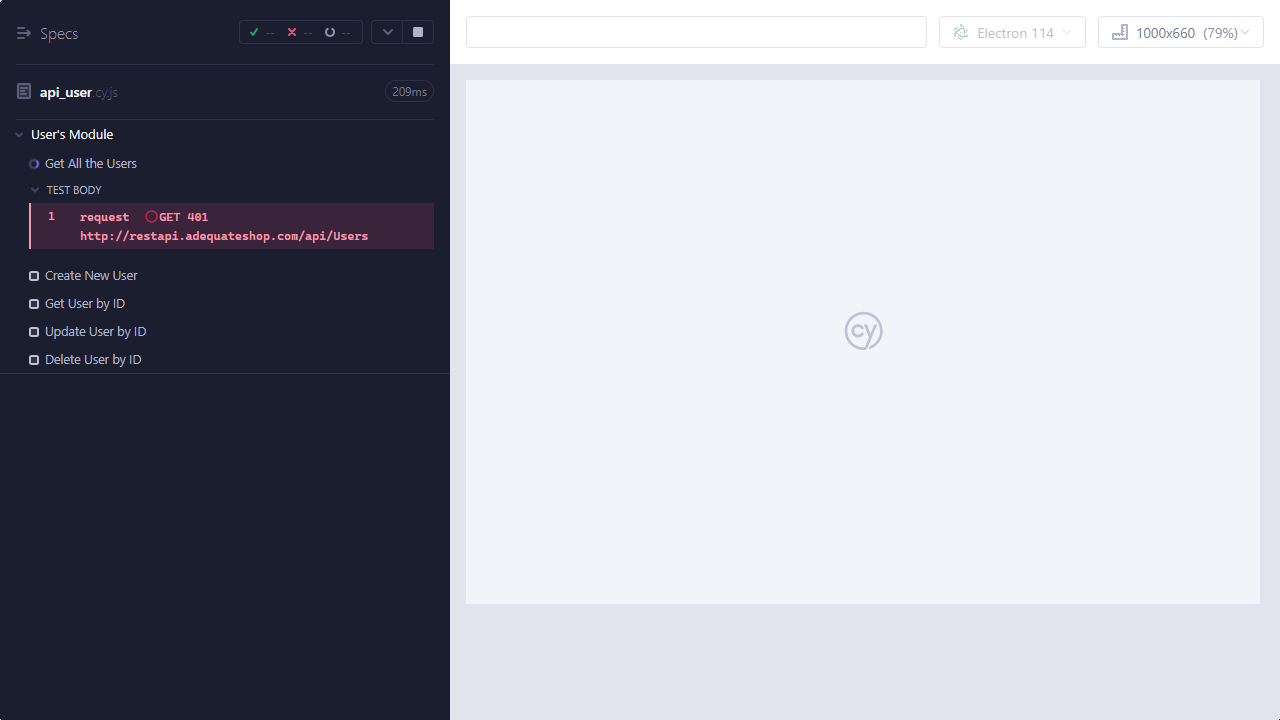 Specs
--
--
--
api_user.cy.js
209ms
User's Module
Get All the Users
TEST BODY
1 request GET 401
http://restapi.adequateshop.com/api/Users
Create New User
Get User by ID
Update User by ID
Delete User by ID
Electron 114
1000x660 (79%)
cy